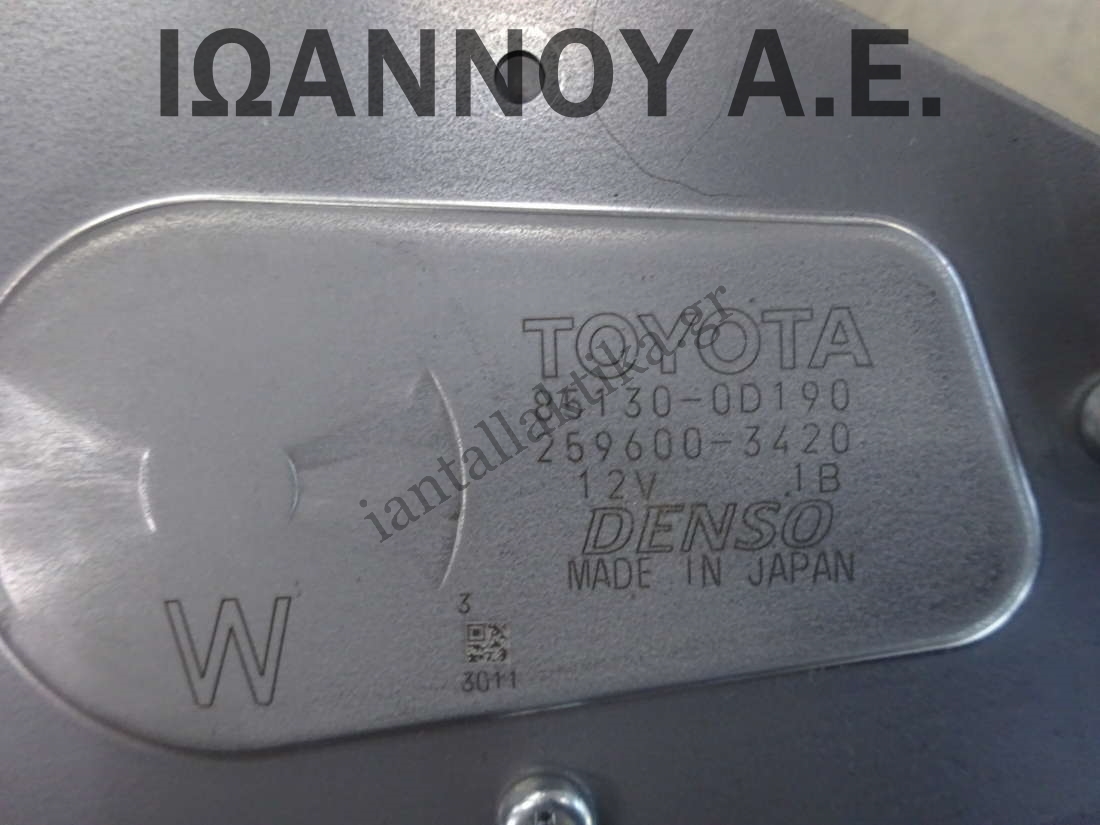 ΙΩΑΝΝΟΥ Α.Ε.
TOYOTA
85130-0D190
259600-3420
12V 1B
DENSO
MADE IN JAPAN
iantallaktika.gr
W
3
3011